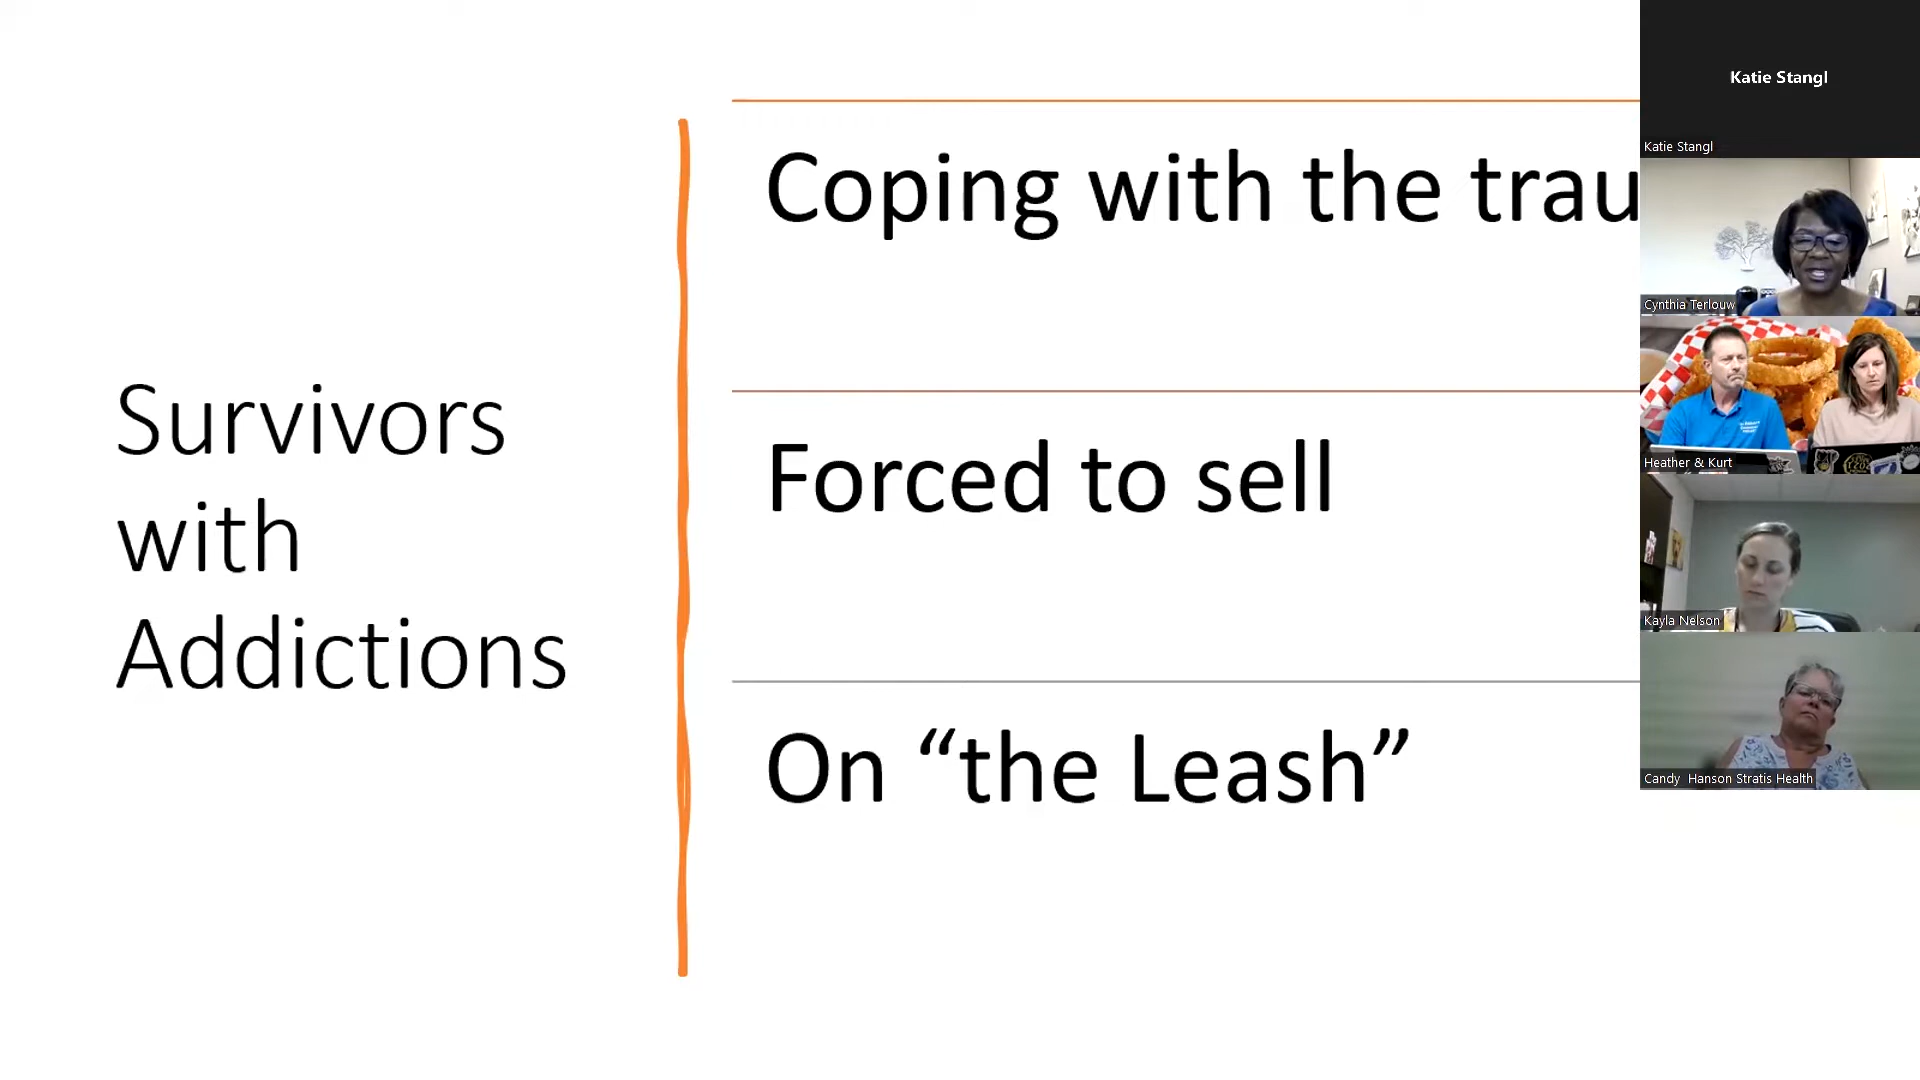 Survivors
with
Addictions
Coping with the trau
Forced to sell
On “the Leash”
Katie Stangl
Katie Stangl
Cynthia Terlouw
Heather & Kurt
Kayla Nelson
Candy Hanson Stratis Health